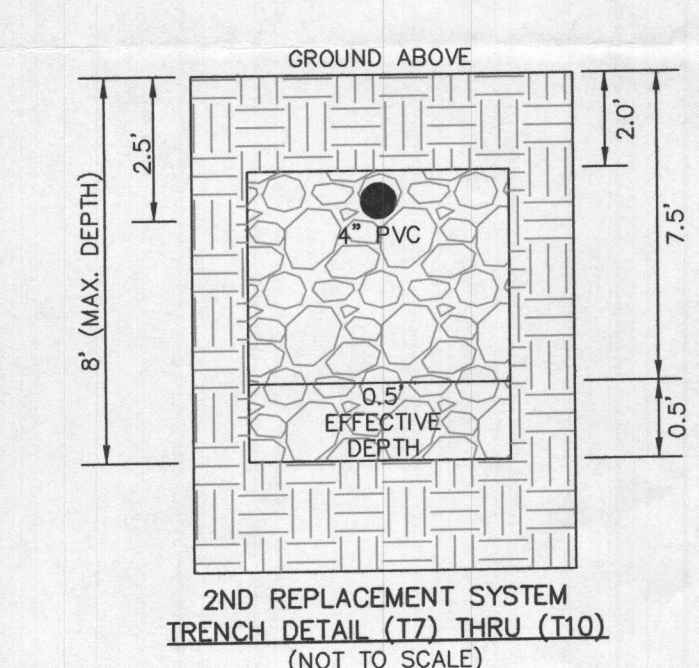 GROUND ABOVE
2.5'
8' (MAX. DEPTH)
2.0'
7.5'
0.5'
4" PVC
0.5'
EFFECTIVE
DEPTH
2ND REPLACEMENT SYSTEM
TRENCH DETAIL (T7) THRU (T10)
(NOT TO SCALE)